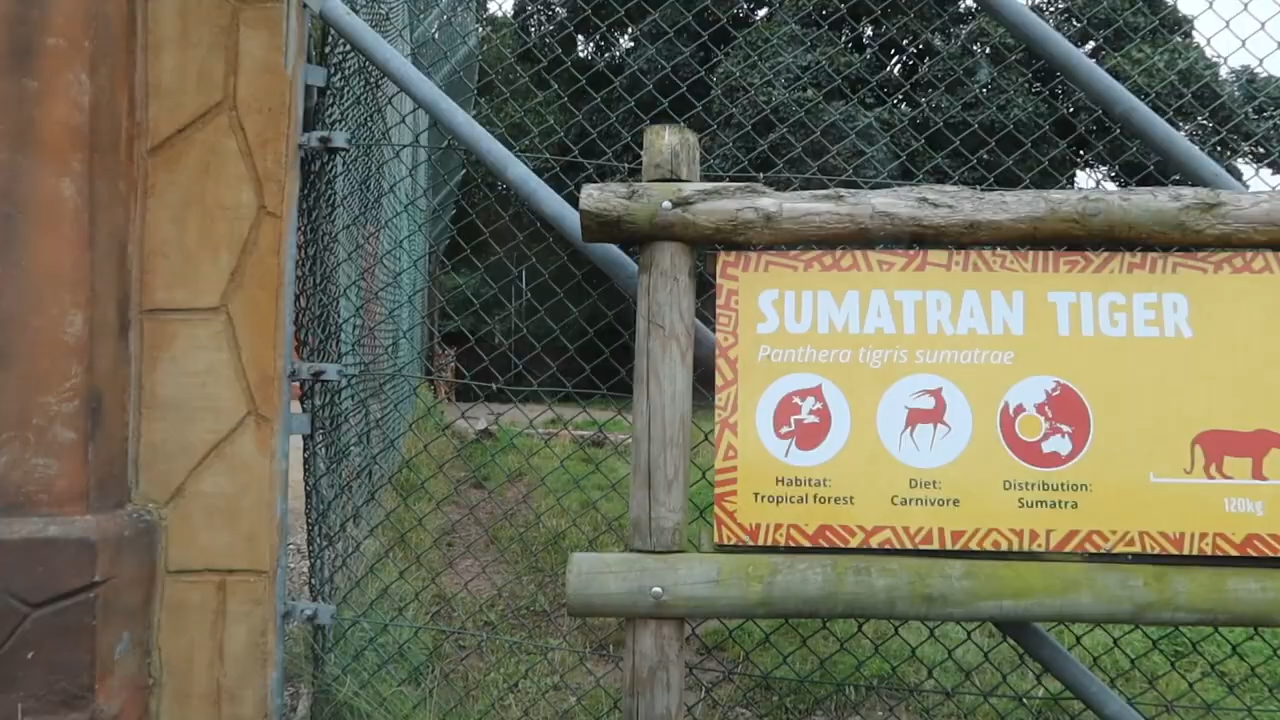 SUMATRAN TIGER
Panthera tigris sumatrae
Habitat:
Tropical forest
Diet:
Carnivore
Distribution:
Sumatra
120kg